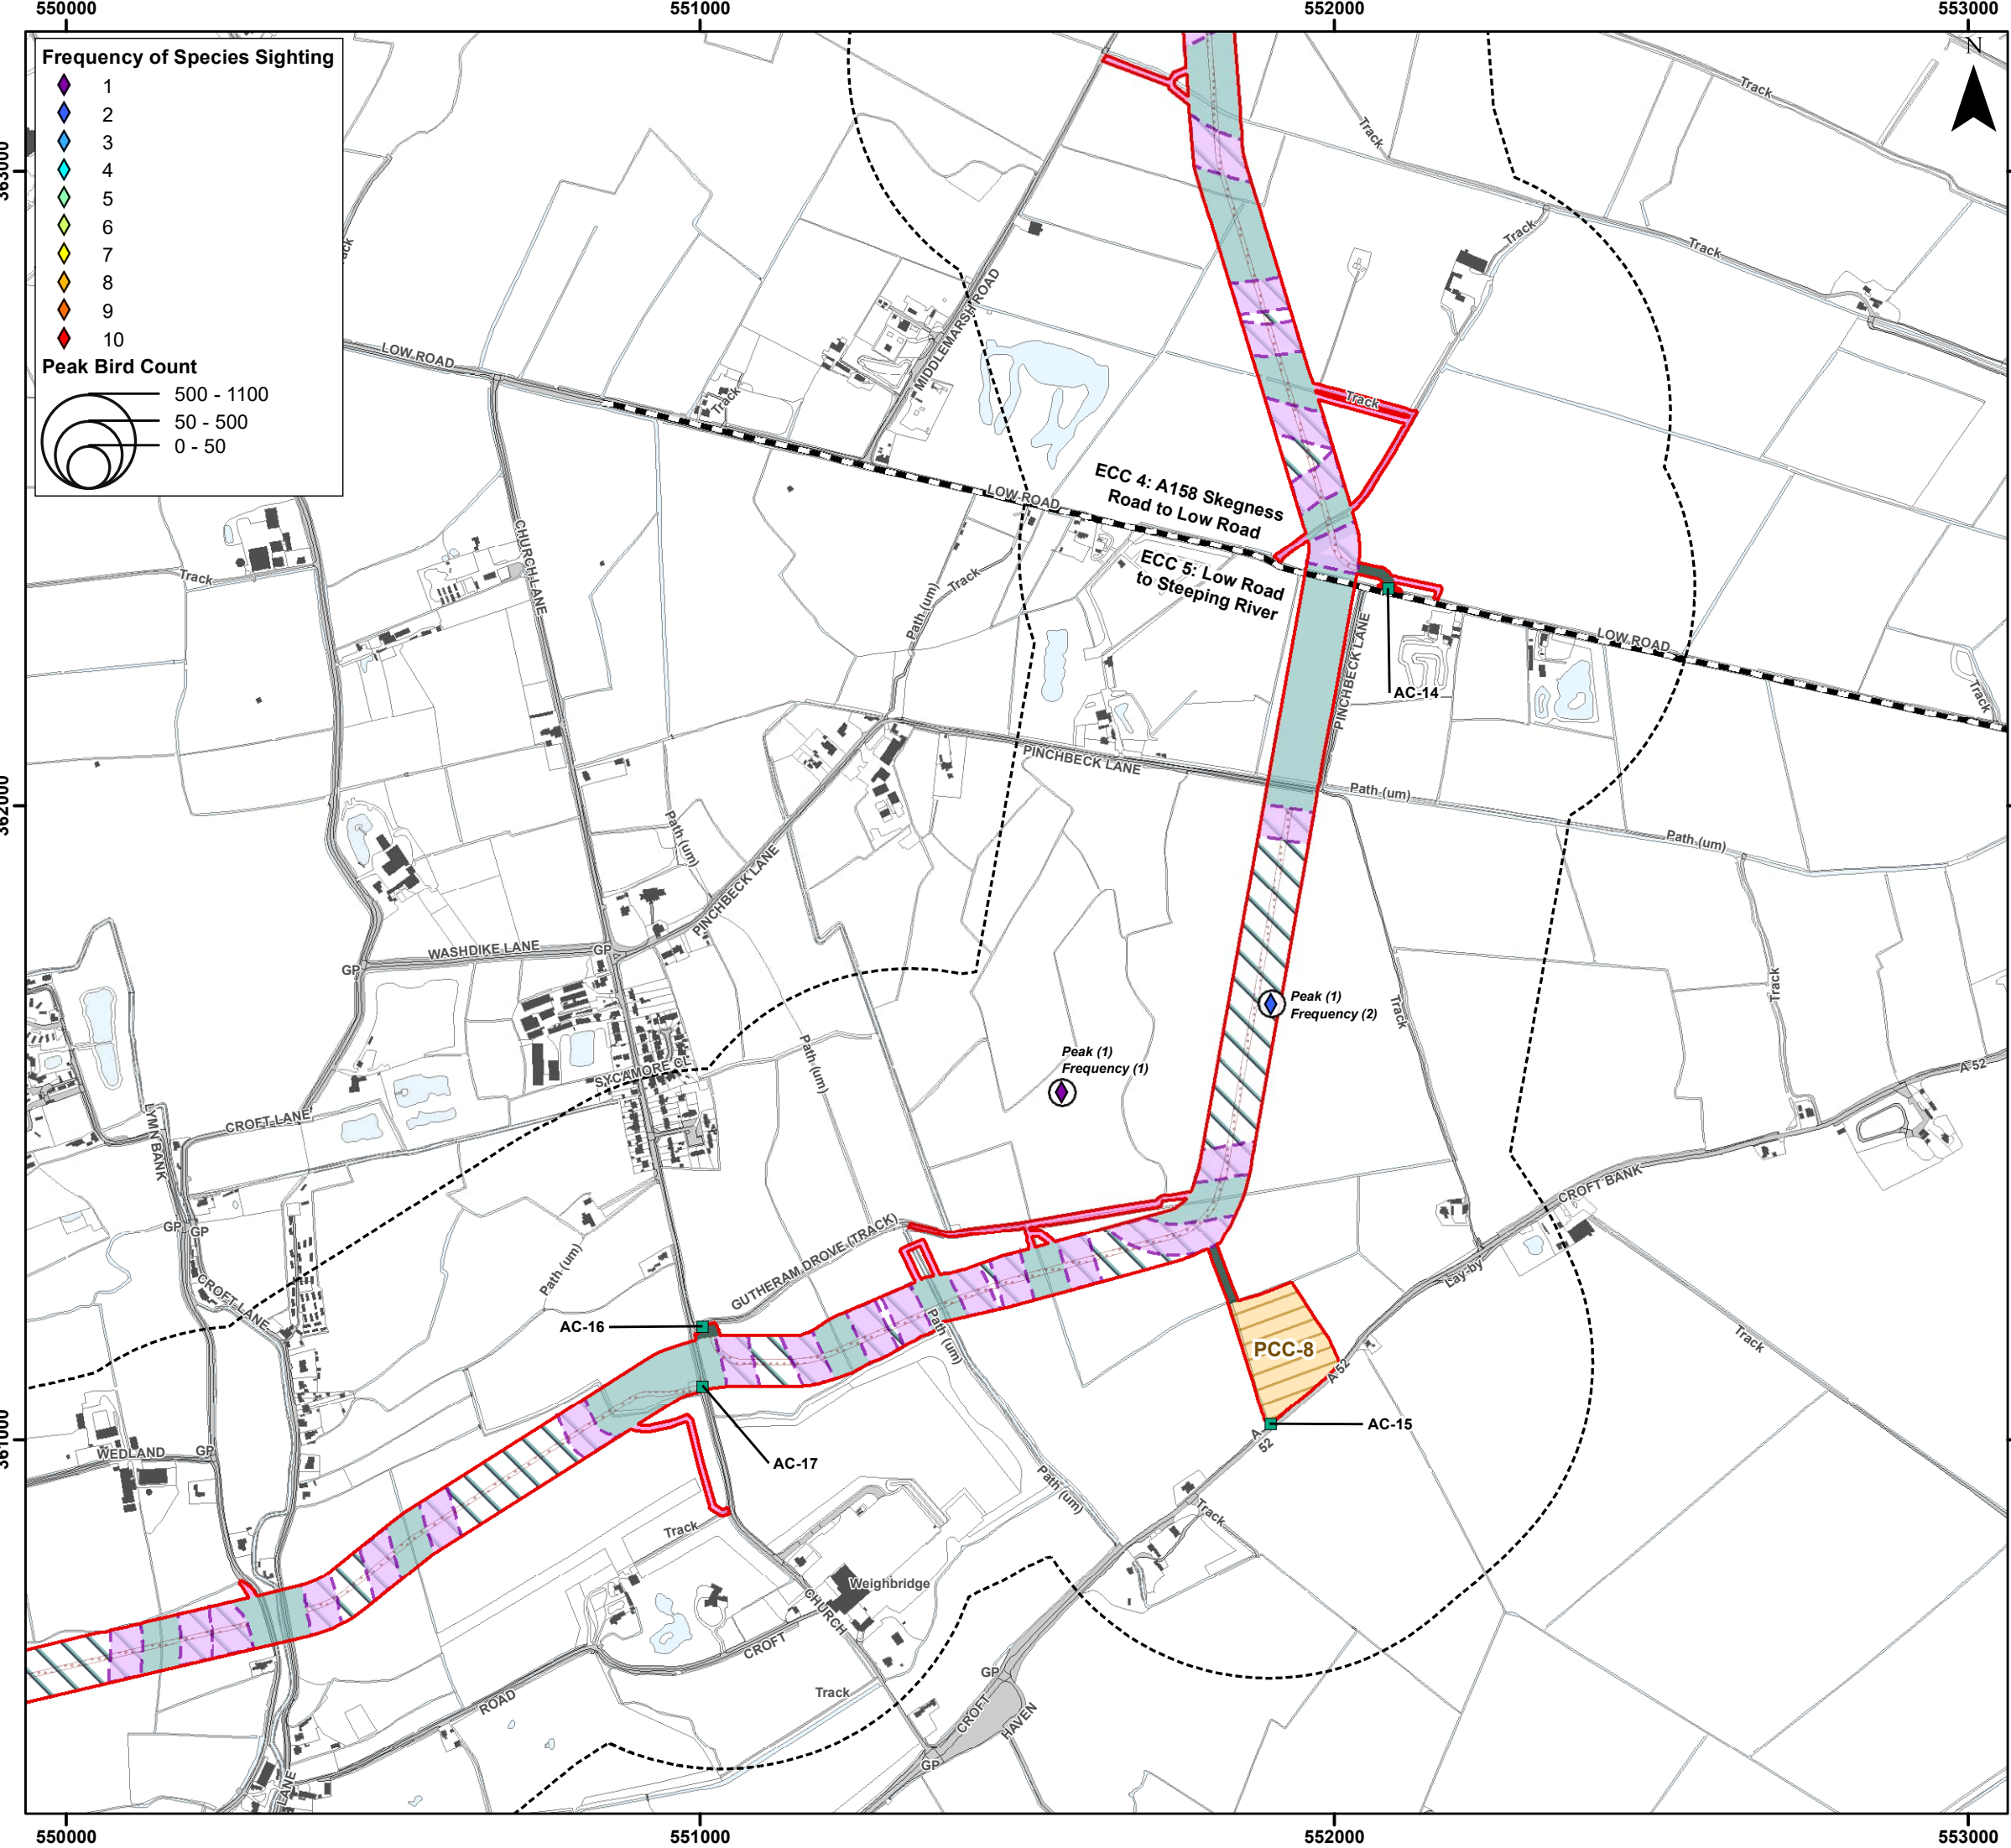 550000
551000
552000
553000
N
Frequency of Species Sighting
1
2
3
4
5
6
7
8
9
10
Peak Bird Count
500 - 1100
50 - 500
0 - 50
363000
362000
361000
Track
Track
Track
Track
Track
MIDDLEMARSH ROAD
LOW ROAD
Track
Track
LOW ROAD
ECC 4: A158 Skegness
Road to Low Road
ECC 5: Low Road
to Steeping River
LOW ROAD
CHURCH LANE
Track
Path (um)
Track
PINCHBECK LANE
AC-14
Track
PINCHBECK LANE
Path (um)
Path (um)
Path (um)
PINCHBECK LANE
WASHDIKE LANE
GP
GP
Track
Track
Peak (1)
Frequency (2)
Peak (1)
Frequency (1)
Path (um)
SYCAMORE CL
A 52
CROFT LANE
LYMN BANK
GP
GP
CROFT BANK
CROFT LANE
Path (um)
GUTHERAM DROVE (TRACK)
Lay-by
AC-16
Path (um)
PCC-8
Track
A 52
AC-15
A
52
AC-17
WEDLAND
GP
Path (um)
Track
Track
Weighbridge
CHURCH
CROFT
ROAD
Track
GP
CROFT
HAVEN
GP
LANE
550000
551000
552000
553000